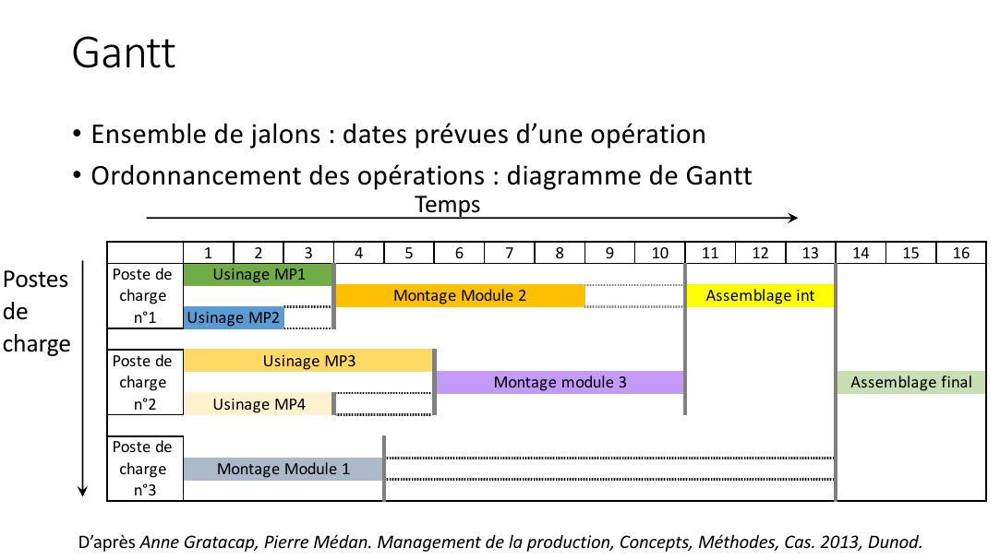 Gantt
• Ensemble de jalons : dates prévues d’une opération
• Ordonnancement des opérations : diagramme de Gantt
Temps
1 2 3 4 5 6 7 8 9 10 11 12 13 14 15 16
Postes
de
charge
Poste de
charge
n°1
Usinage MP1
Montage Module 2
Assemblage int
Usinage MP2
Poste de
charge
n°2
Usinage MP3
Montage module 3
Assemblage final
Usinage MP4
Poste de
charge
n°3
Montage Module 1
D’après Anne Gratacap, Pierre Médan. Management de la production, Concepts, Méthodes, Cas. 2013, Dunod.